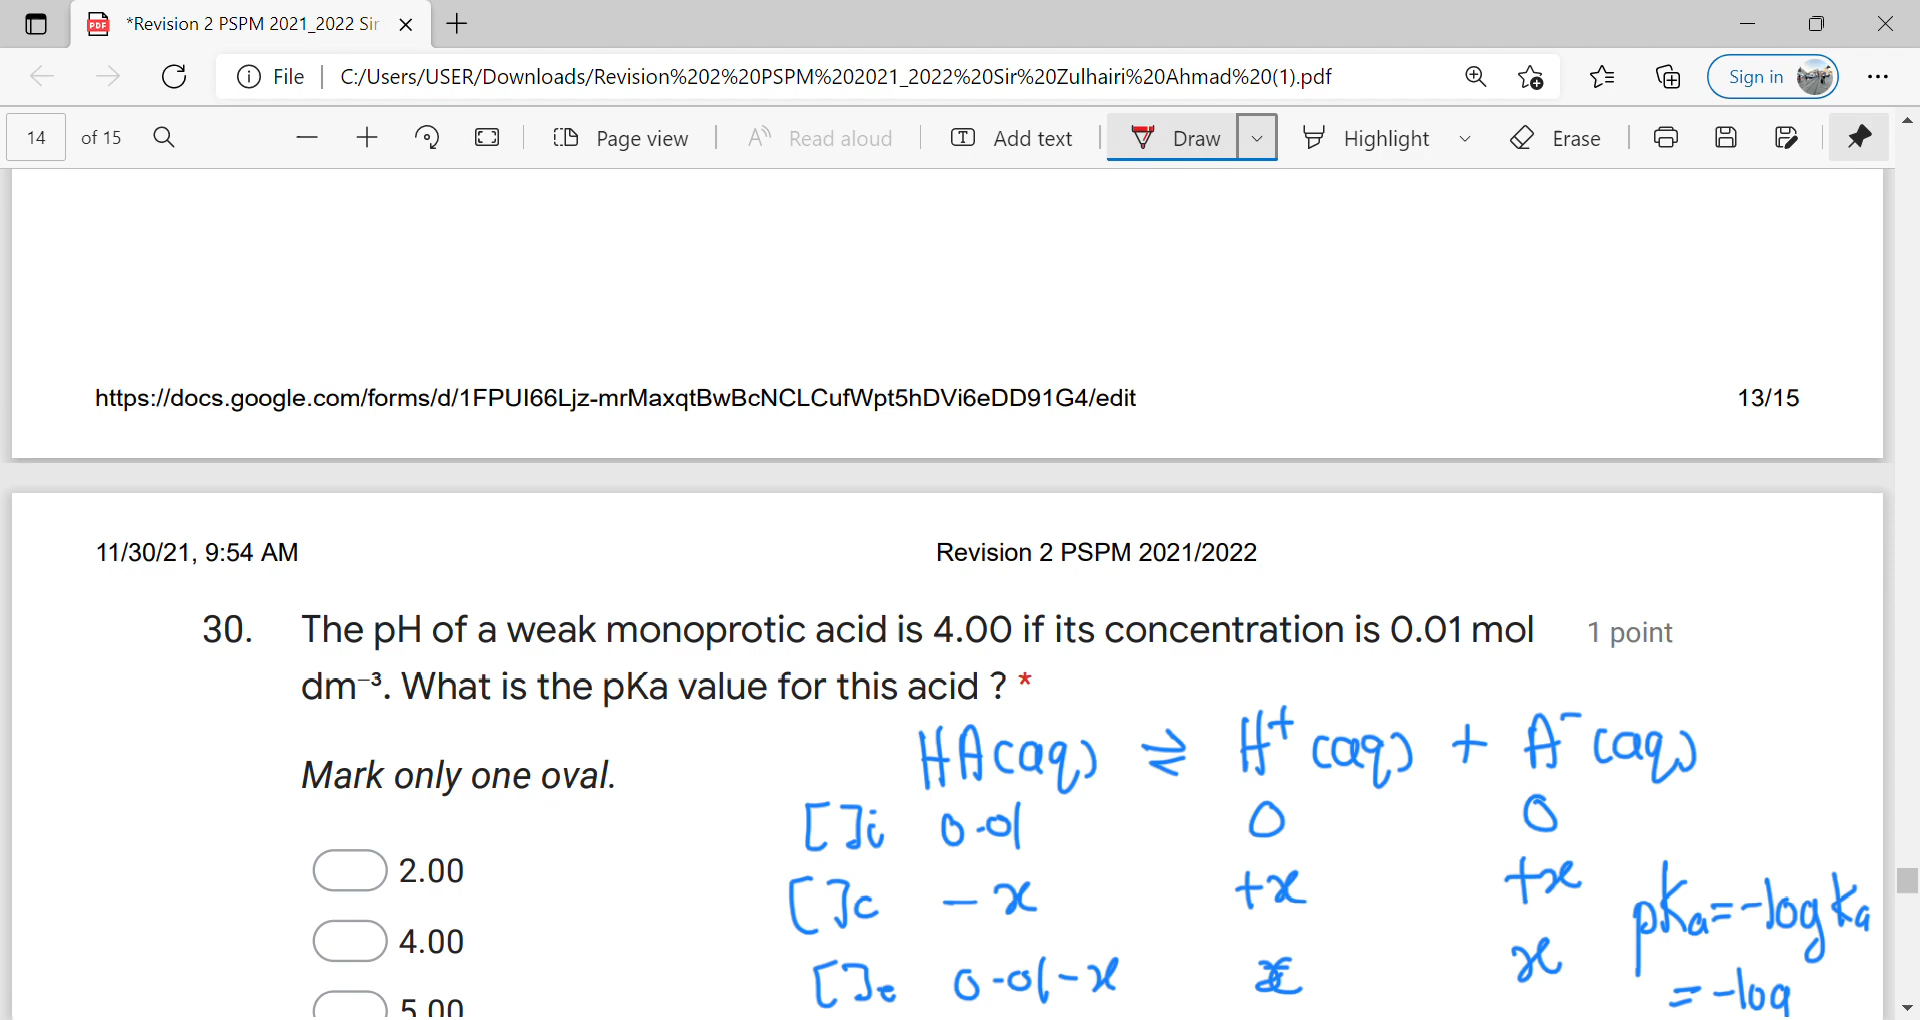 *Revision 2 PSPM 2021_2022 Sir
File C:/Users/USER/Downloads/Revision%202%20PSPM%202021_2022%20Sir%20Zulhairi%20Ahmad%20(1).pdf Sign in
14 of 15 Page view Read aloud Add text Draw Highlight Erase
https://docs.google.com/forms/d/1FPUI66Ljz-mrMaxqtBwBcNCLCufWpt5hDVi6eDD91G4/edit 13/15
11/30/21, 9:54 AM Revision 2 PSPM 2021/2022
30. The pH of a weak monoprotic acid is 4.00 if its concentration is 0.01 mol 1 point
dm⁻³. What is the pKa value for this acid ? *
HA(aq) ⇌ H⁺ (aq) + A⁻ (aq)
Mark only one oval.
[ ]i 0.01 0 0
2.00
[ ]c - x +x +x pKa = -log Ka
4.00
[ ]e 0.01 - x x x
= -log
5.00